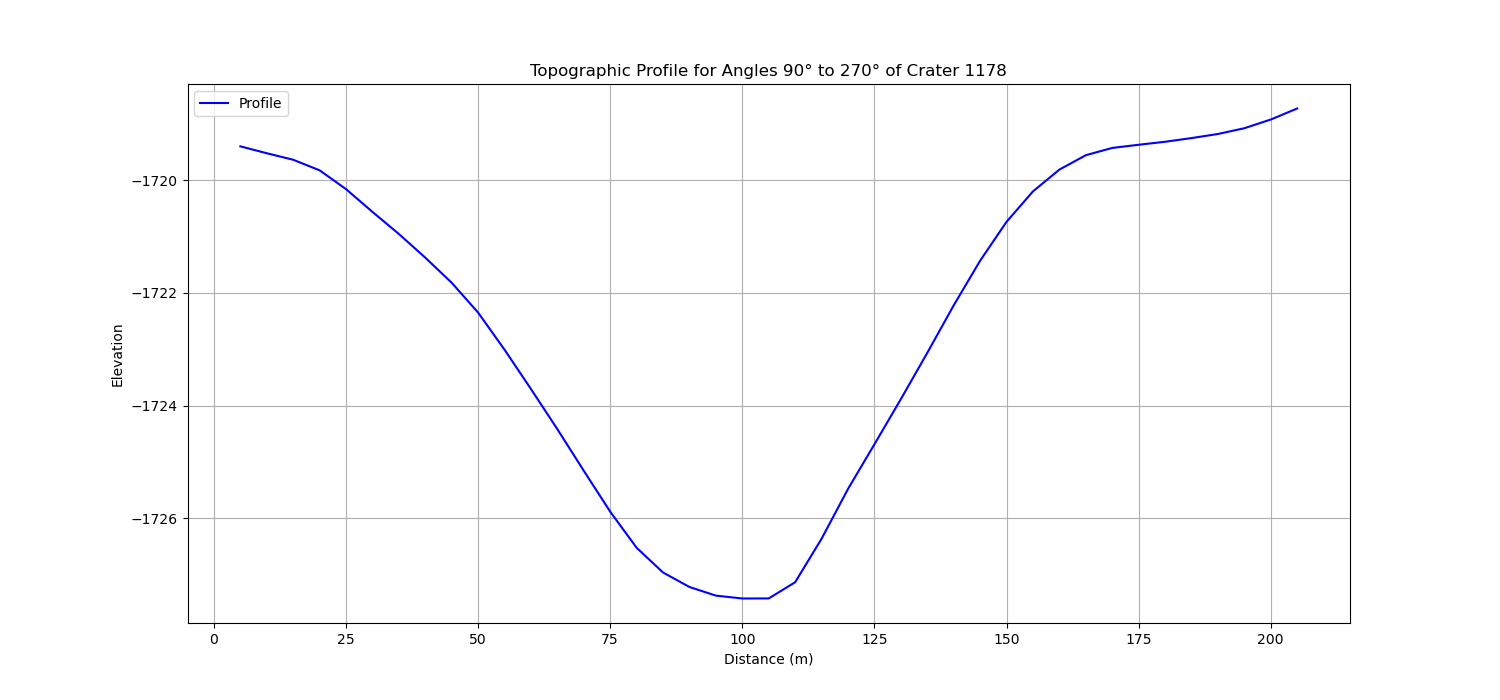 Topographic Profile for Angles 90° to 270° of Crater 1178
Profile
−1720
−1722
−1724
−1726
Elevation
0 25 50 75 100 125 150 175 200
Distance (m)